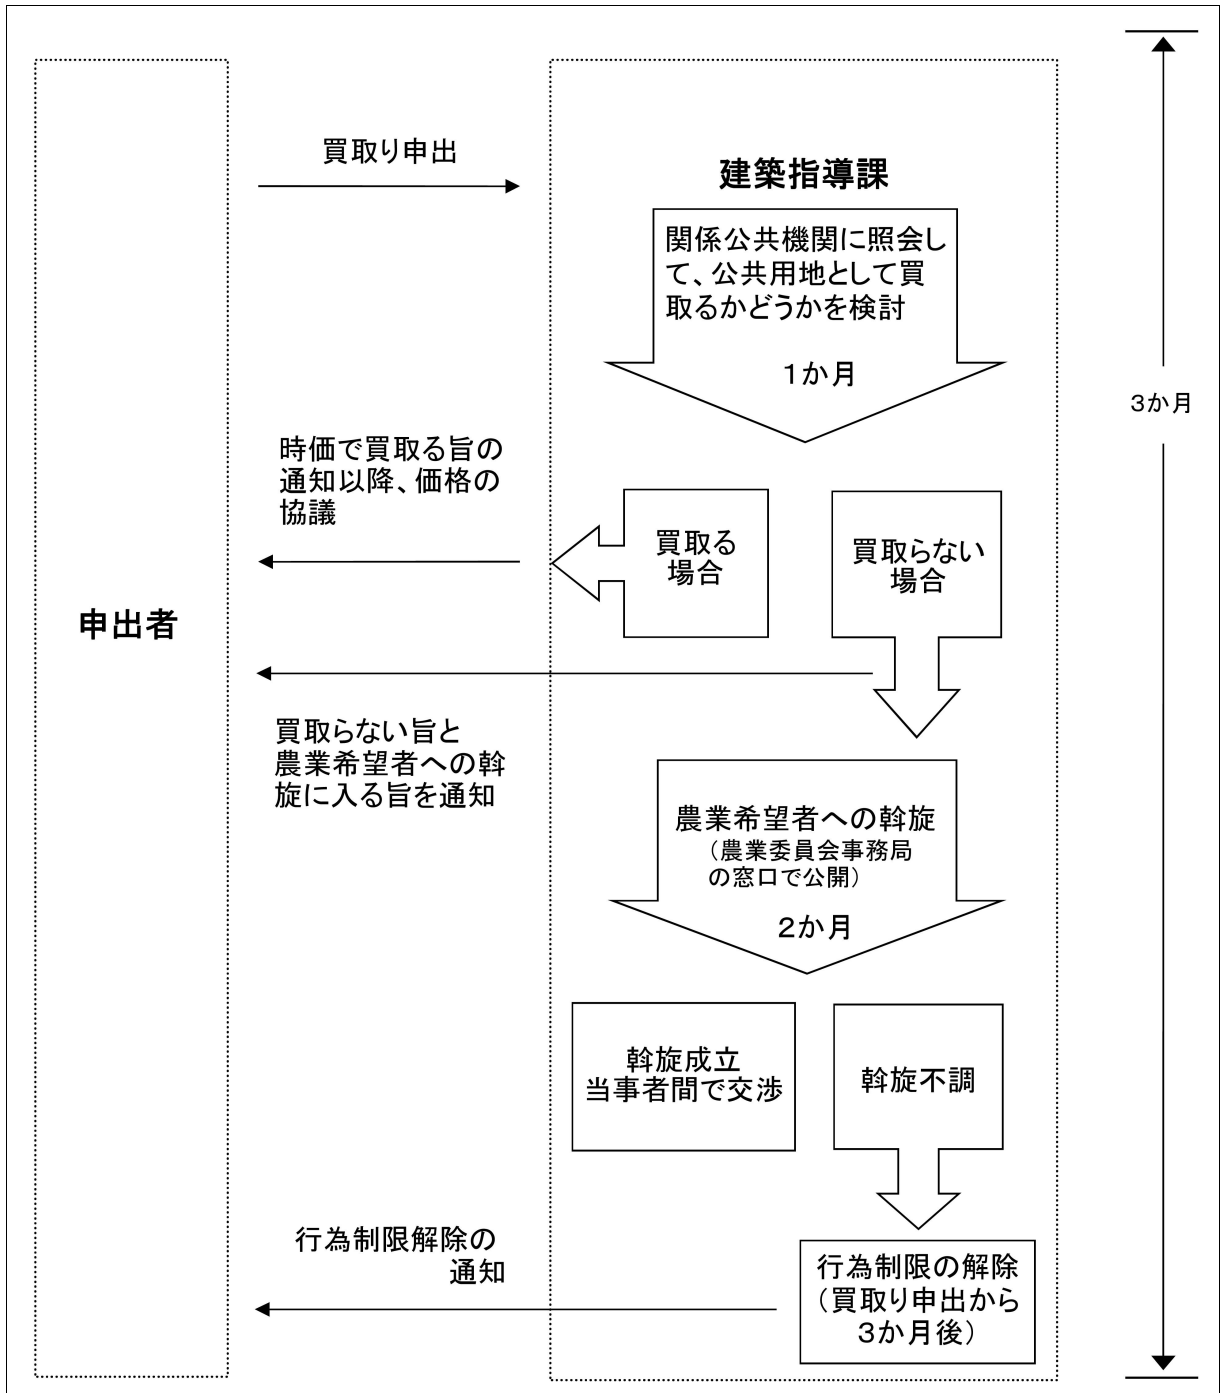 買取り申出
建築指導課
関係公共機関に照会し
て、公共用地として買
取るかどうかを検討
1か月
3か月
時価で買取る旨の
通知以降、価格の
協議
買取る
場合
買取らない
場合
申出者
買取らない旨と
農業希望者への斡
旋に入る旨を通知
農業希望者への斡旋
（農業委員会事務局
の窓口で公開）
2か月
斡旋成立
当事者間で交渉
斡旋不調
行為制限解除の
通知
行為制限の解除
（買取り申出から
3か月後）